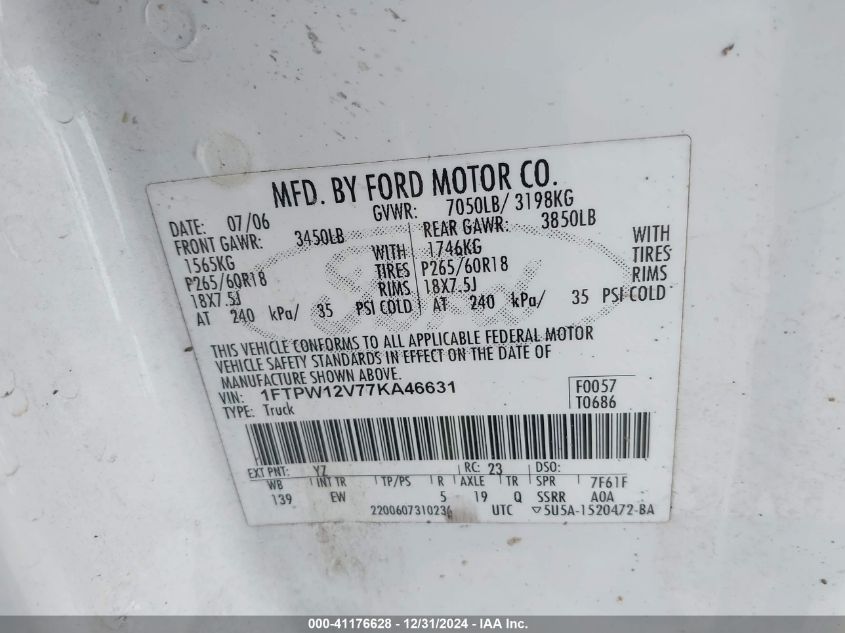 MFD. BY FORD MOTOR CO.
DATE: 07/06 GVWR: 7050LB/ 3198KG
FRONT GAWR: 3450LB REAR GAWR: 3850LB
1565KG WITH 1746KG WITH
P265/60R18 TIRES P265/60R18 TIRES
18X7.5J RIMS 18X7.5J RIMS
AT 240 kPa/ 35 PSI COLD AT 240 kPa/ 35 PSI COLD
THIS VEHICLE CONFORMS TO ALL APPLICABLE FEDERAL MOTOR
VEHICLE SAFETY STANDARDS IN EFFECT ON THE DATE OF
MANUFACTURE SHOWN ABOVE.
VIN: 1FTPW12V77KA46631 F0057
TYPE: Truck T0686
EXT PNT: YZ RC: 23 DSO:
WB INT TR TP/PS R AXLE TR SPR 7F61F
139 EW 5 19 Q SSRR A0A
2200607310236 UTC ▽5U5A-1520472-BA
000-41176628 - 12/31/2024 - IAA Inc.